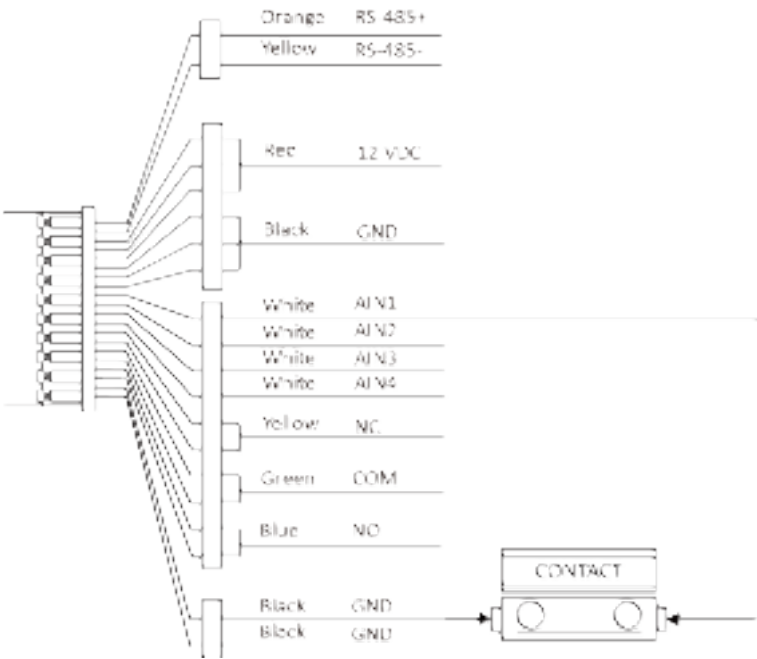 Orange RS-485+
Yellow RS-485-
Red 12 VDC
Black GND
White AIN1
White AIN2
White AIN3
White AIN4
Yellow NC
Green COM
Blue NO
CONTACT
Black GND
Black GND